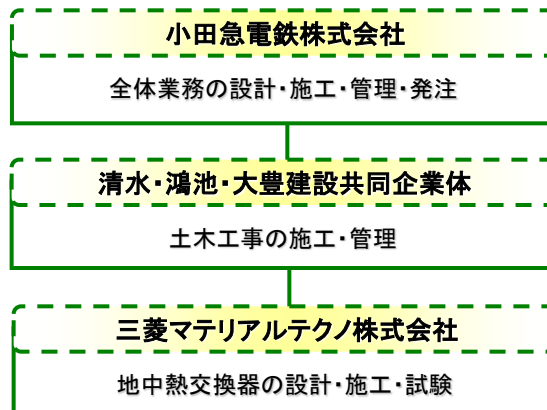 小田急電鉄株式会社
全体業務の設計・施工・管理・発注
清水・鴻池・大豊建設共同企業体
土木工事の施工・管理
三菱マテリアルテクノ株式会社
地中熱交換器の設計・施工・試験